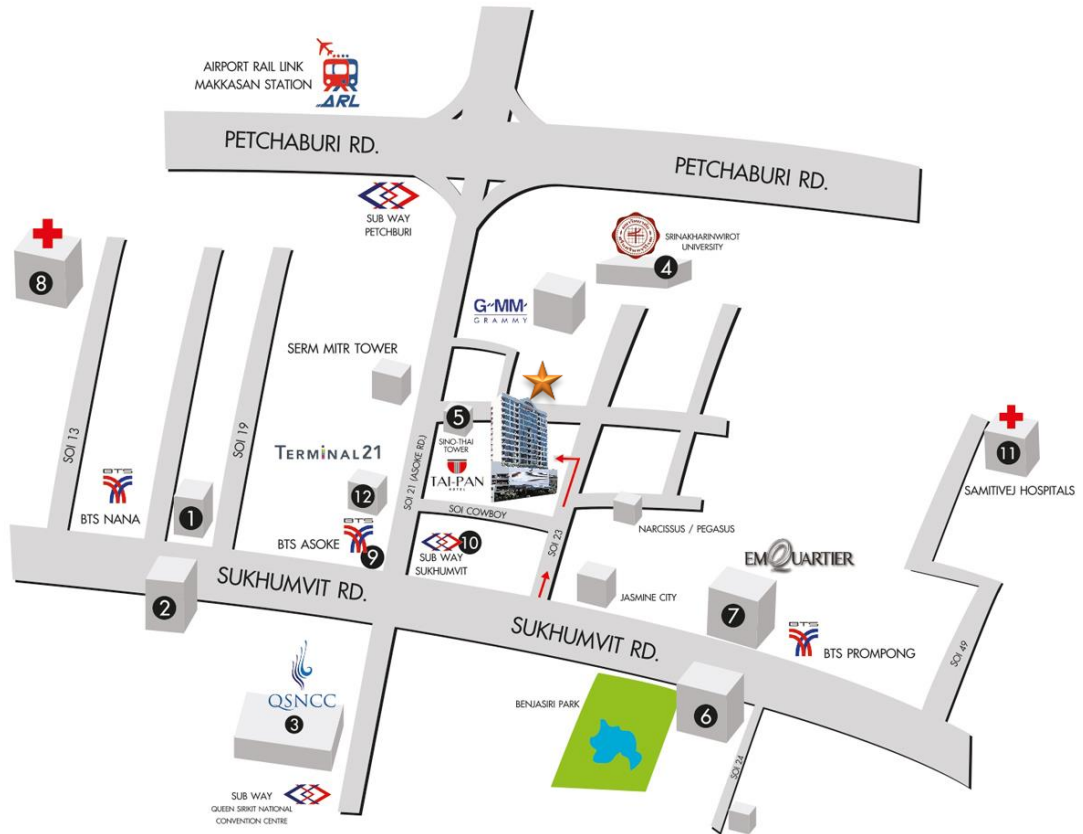 AIRPORT RAIL LINK
MAKKASAN STATION
ARL
PETCHABURI RD.
PETCHABURI RD.
SUB WAY
PETCHBURI
SRINAKHARINWIROT
UNIVERSITY
4
8
GMM
GRAMMY
SERM MITR TOWER
SOI 13
SOI 19
SOI 21 (ASOKE RD.)
5
SINO-THAI
TOWER
TERMINAL 21
TAI-PAN
HOTEL
11
SAMITIVEJ HOSPITALS
BTS
BTS NANA
1
12
SOI COWBOY
NARCISSUS / PEGASUS
BTS
BTS ASOKE
9
10
SUB WAY
SUKHUMVIT
SOI 23
EMQUARTIER
SUKHUMVIT RD.
2
JASMINE CITY
7
SUKHUMVIT RD.
BTS
BTS PROMPONG
SOI 49
QSNCC
3
BENJASIRI PARK
6
SOI 24
SUB WAY
QUEEN SIRIKIT NATIONAL
CONVENTION CENTRE